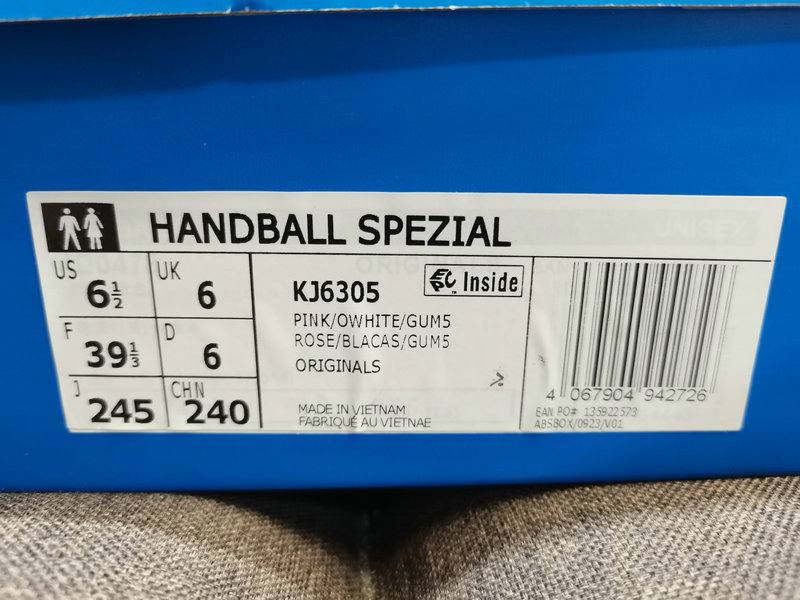 HANDBALL SPEZIAL
UNISEX
US 6½
UK 6
F 39⅓
D 6
J 245
CHN 240
KJ6305
Inside
PINK/OWHITE/GUM5
ROSE/BLACAS/GUM5
ORIGINALS
MADE IN VIETNAM
FABRIQUÉ AU VIETNAE
4 067904 942726
EAN PO# 135922573
ABSBOX/0923/V01